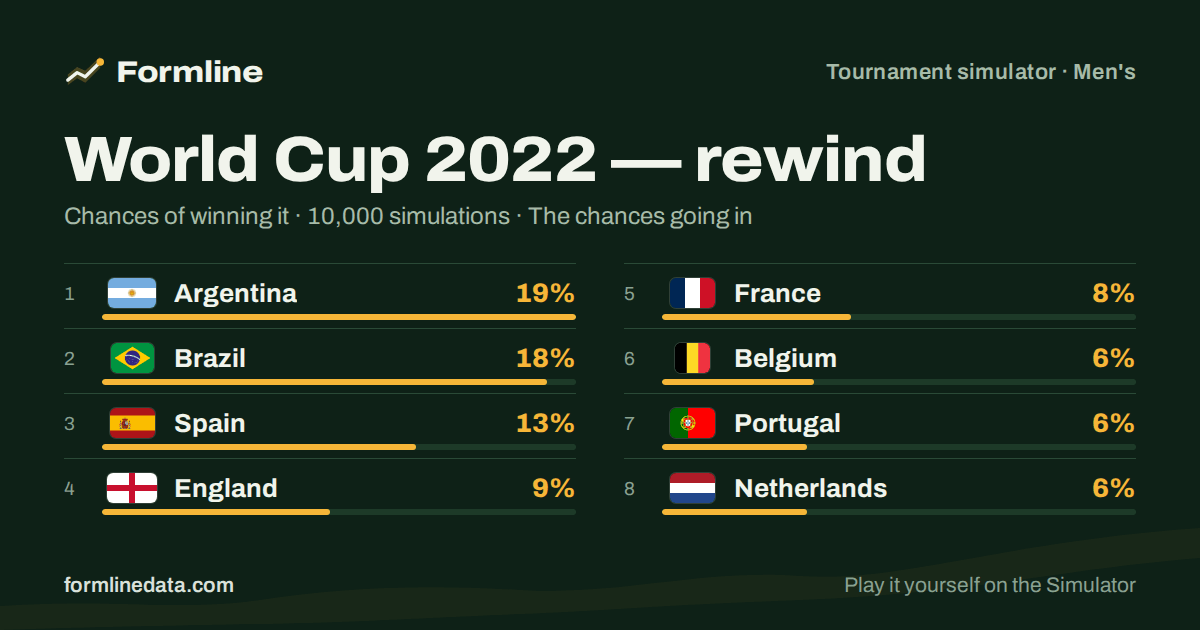 Formline
Tournament simulator · Men's
World Cup 2022 — rewind
Chances of winning it · 10,000 simulations · The chances going in
1 Argentina 19%
2 Brazil 18%
3 Spain 13%
4 England 9%
5 France 8%
6 Belgium 6%
7 Portugal 6%
8 Netherlands 6%
formlinedata.com
Play it yourself on the Simulator